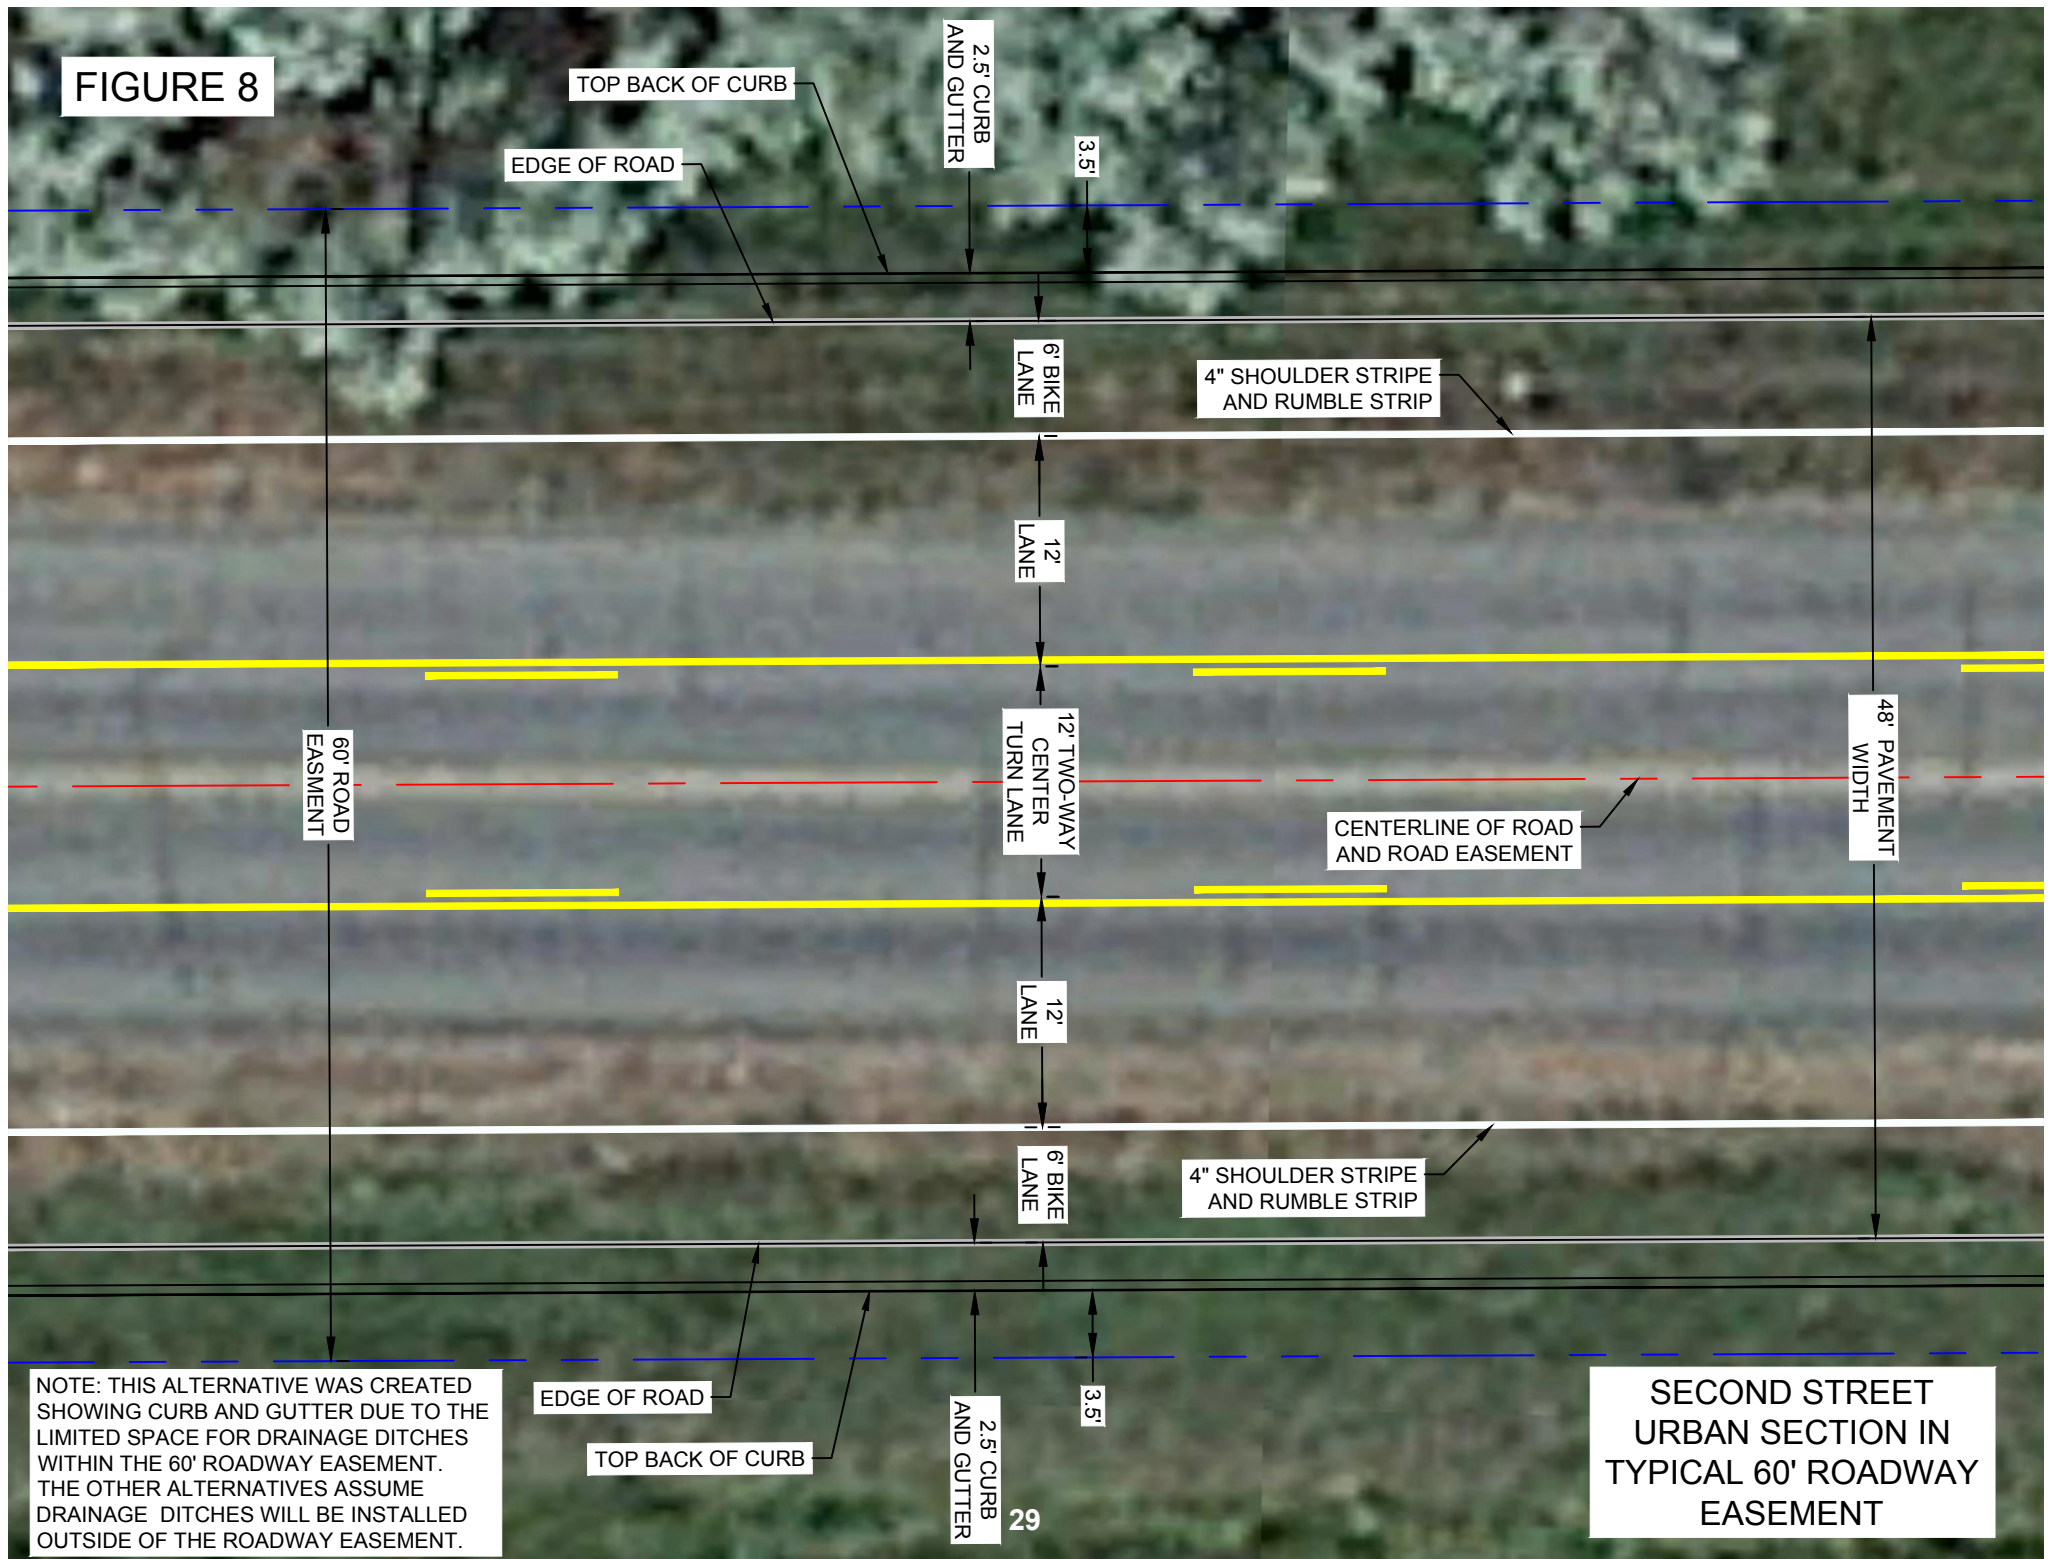 FIGURE 8
TOP BACK OF CURB
EDGE OF ROAD
2.5' CURB
AND GUTTER
3.5'
6' BIKE
LANE
4" SHOULDER STRIPE
AND RUMBLE STRIP
12'
LANE
60' ROAD
EASMENT
12' TWO-WAY
CENTER
TURN LANE
48' PAVEMENT
WIDTH
CENTERLINE OF ROAD
AND ROAD EASEMENT
12'
LANE
6' BIKE
LANE
4" SHOULDER STRIPE
AND RUMBLE STRIP
NOTE: THIS ALTERNATIVE WAS CREATED
SHOWING CURB AND GUTTER DUE TO THE
LIMITED SPACE FOR DRAINAGE DITCHES
WITHIN THE 60' ROADWAY EASEMENT.
THE OTHER ALTERNATIVES ASSUME
DRAINAGE DITCHES WILL BE INSTALLED
OUTSIDE OF THE ROADWAY EASEMENT.
EDGE OF ROAD
TOP BACK OF CURB
2.5' CURB
AND GUTTER
3.5'
29
SECOND STREET
URBAN SECTION IN
TYPICAL 60' ROADWAY
EASEMENT